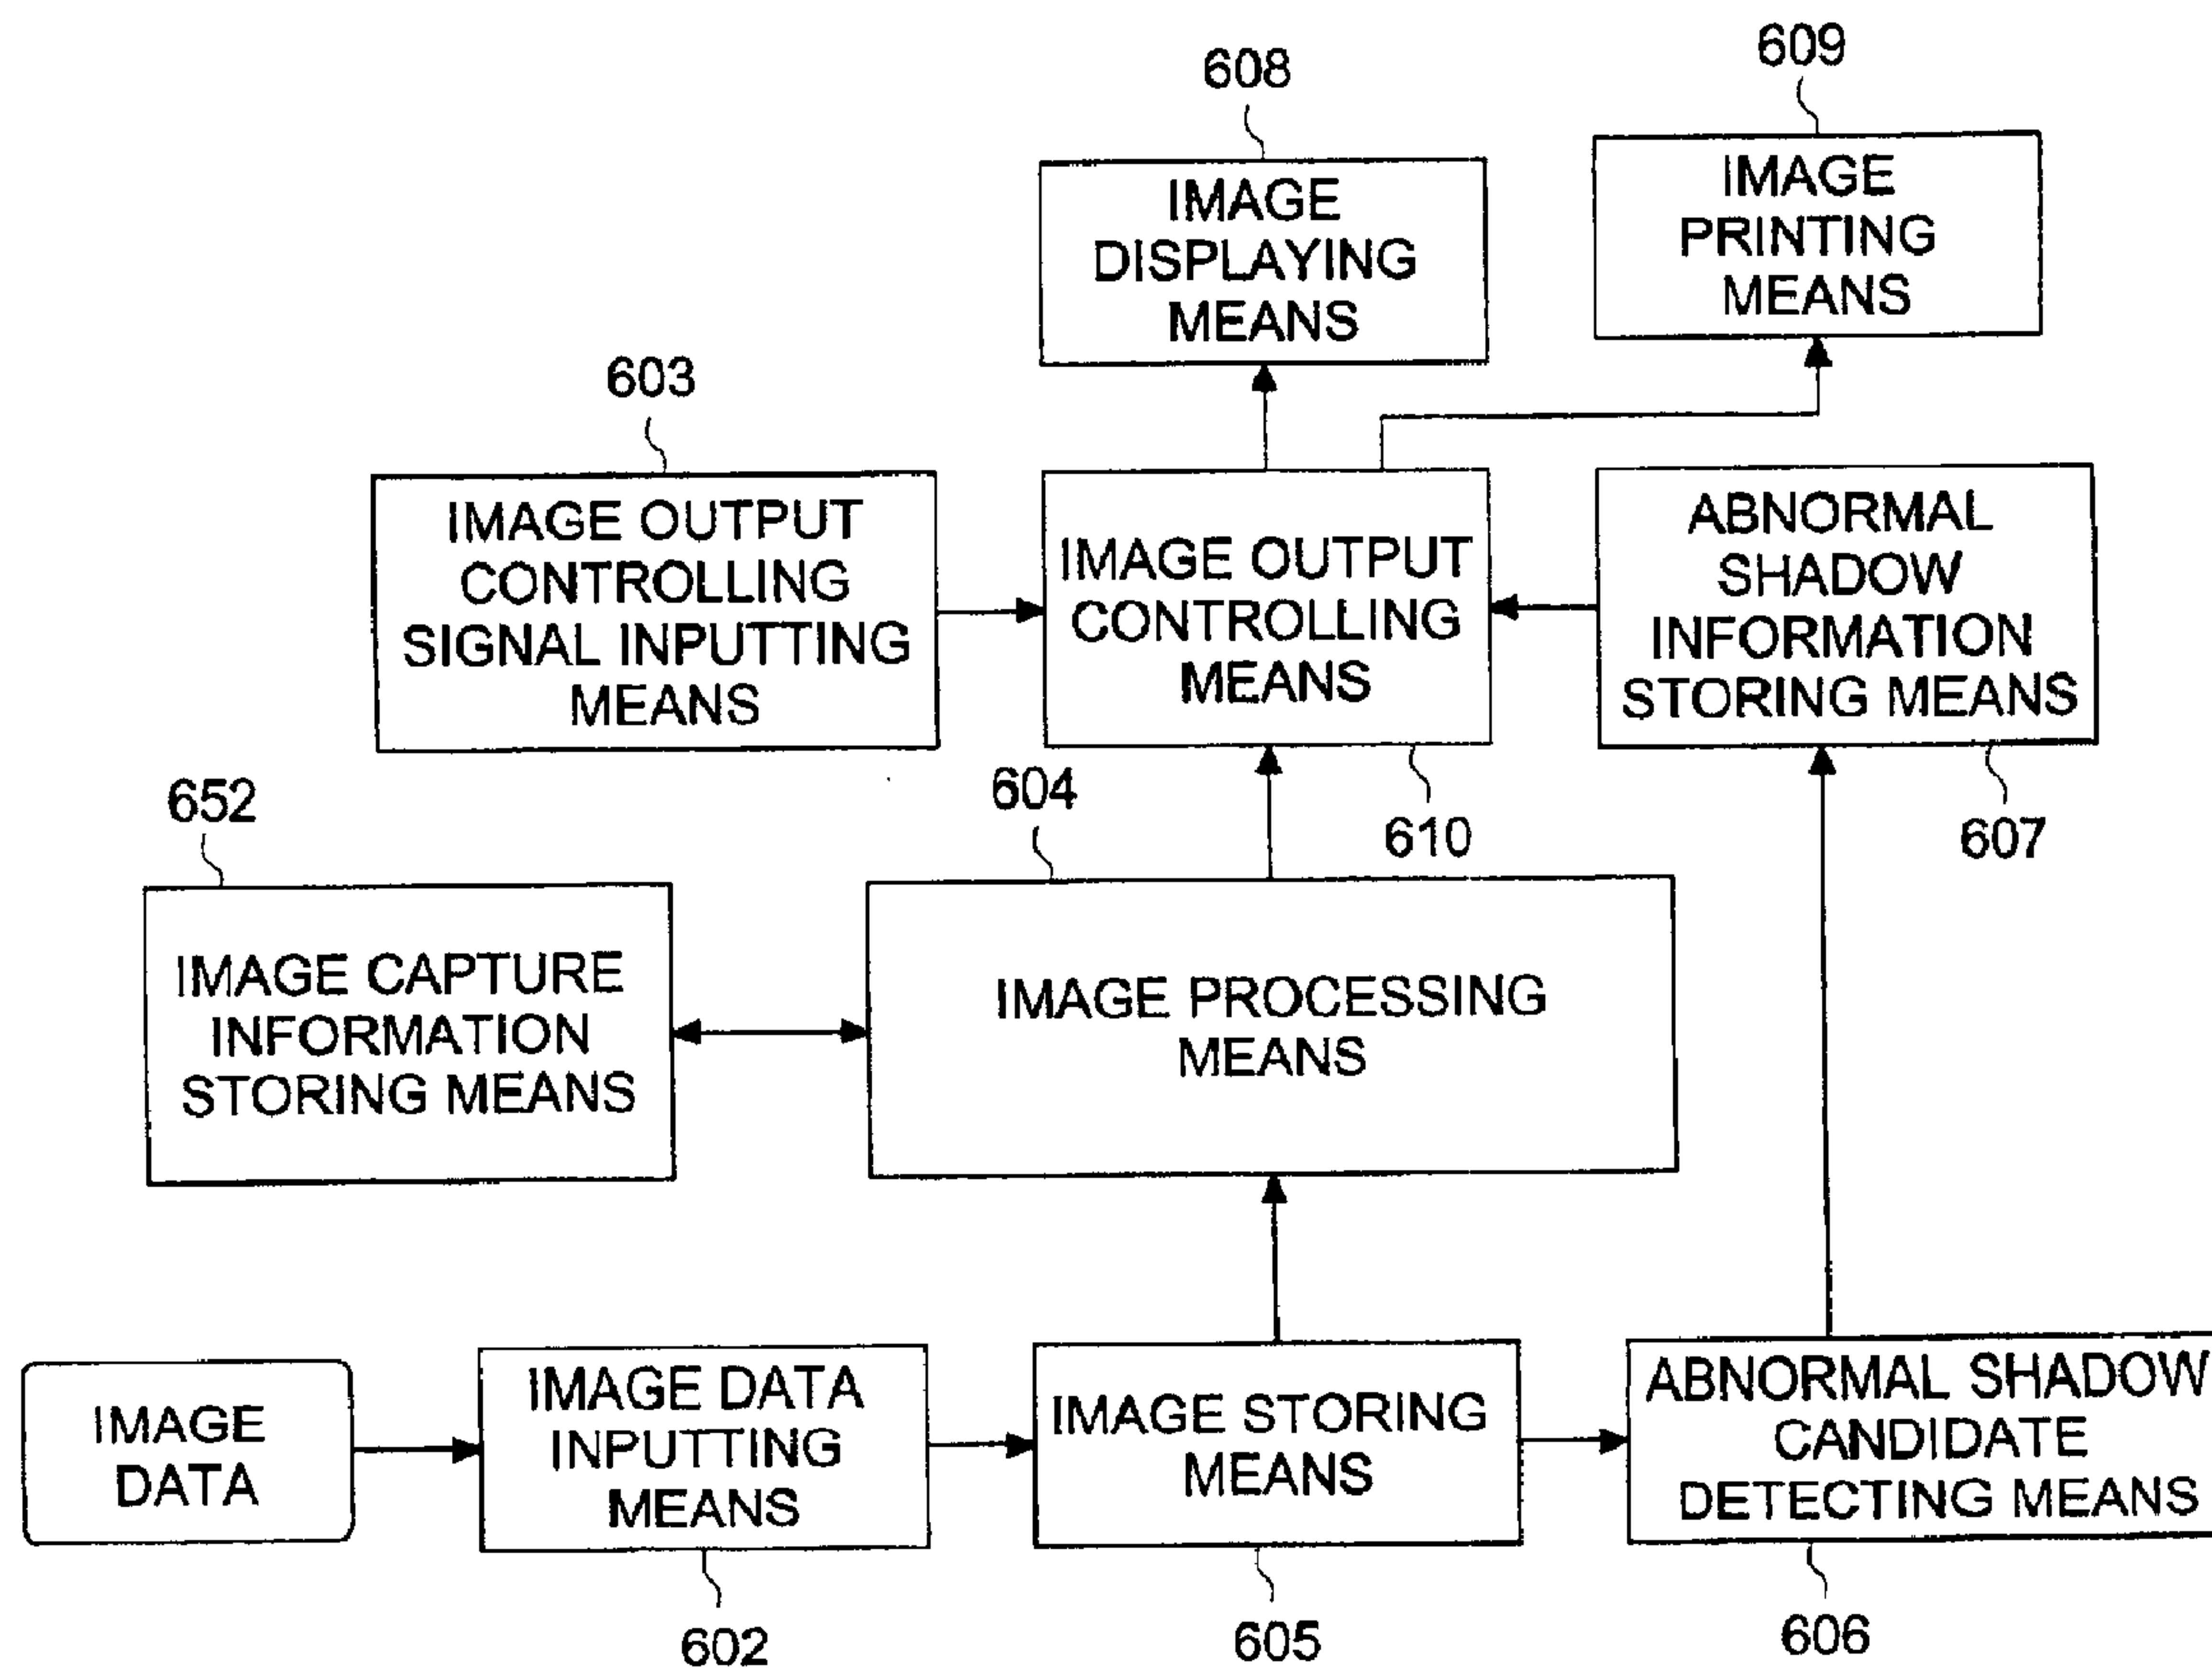 608
609
IMAGE
DISPLAYING
MEANS
IMAGE
PRINTING
MEANS
603
IMAGE OUTPUT
CONTROLLING
SIGNAL INPUTTING
MEANS
IMAGE OUTPUT
CONTROLLING
MEANS
ABNORMAL
SHADOW
INFORMATION
STORING MEANS
652
604
610
607
IMAGE CAPTURE
INFORMATION
STORING MEANS
IMAGE PROCESSING
MEANS
IMAGE
DATA
IMAGE DATA
INPUTTING
MEANS
IMAGE STORING
MEANS
ABNORMAL SHADOW
CANDIDATE
DETECTING MEANS
602
605
606